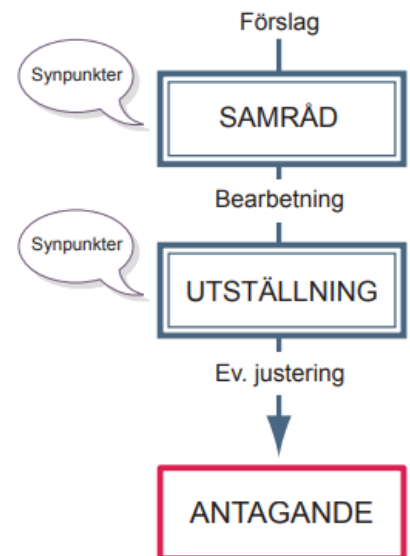 Förslag
Synpunkter
SAMRÅD
Bearbetning
Synpunkter
UTSTÄLLNING
Ev. justering
ANTAGANDE